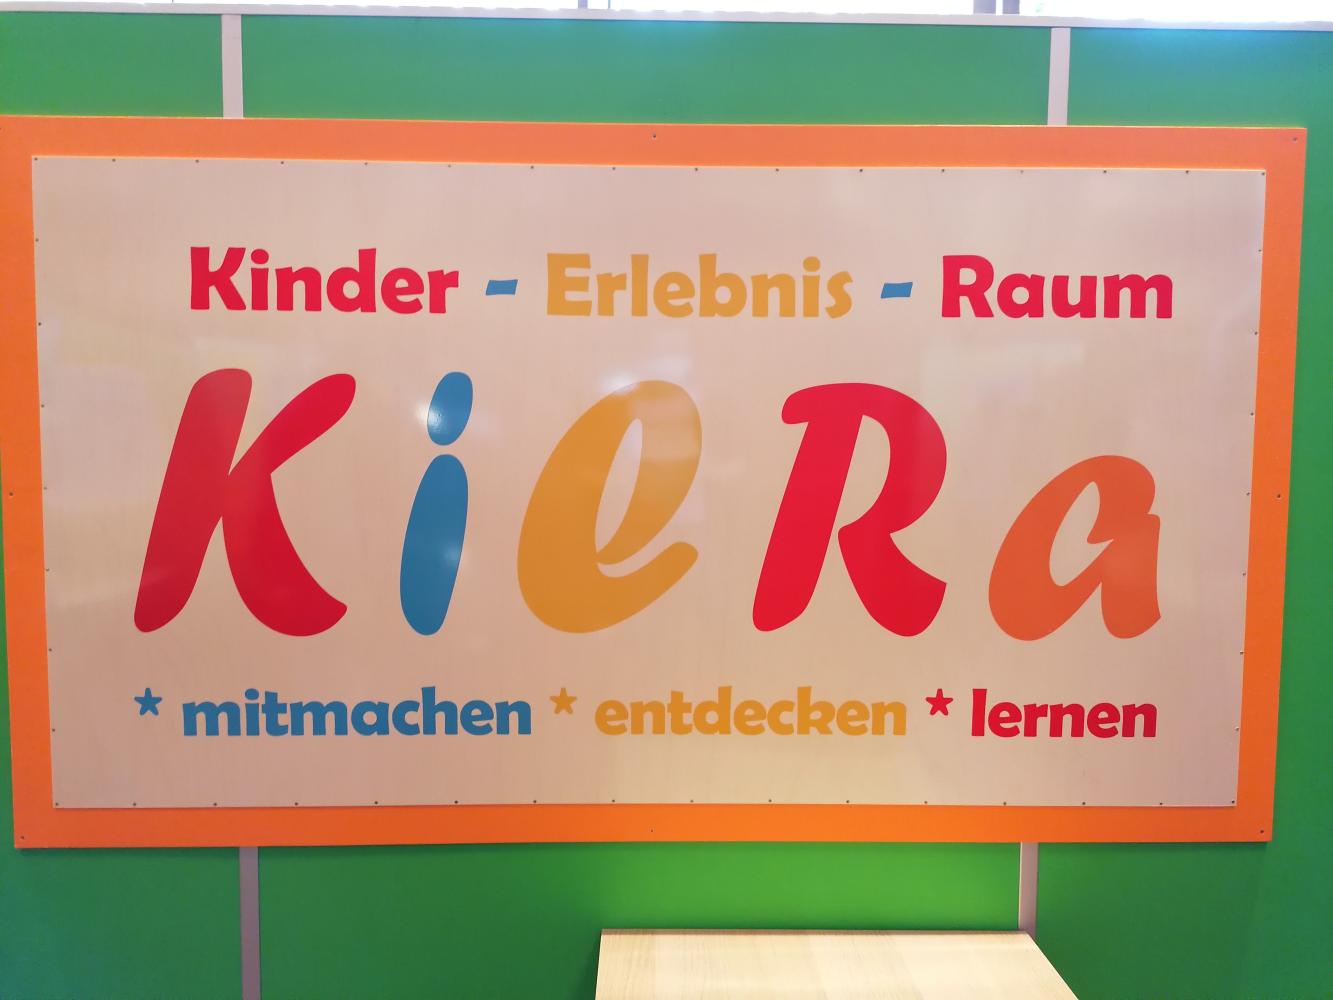 Kinder - Erlebnis - Raum
KieRa
* mitmachen * entdecken * lernen